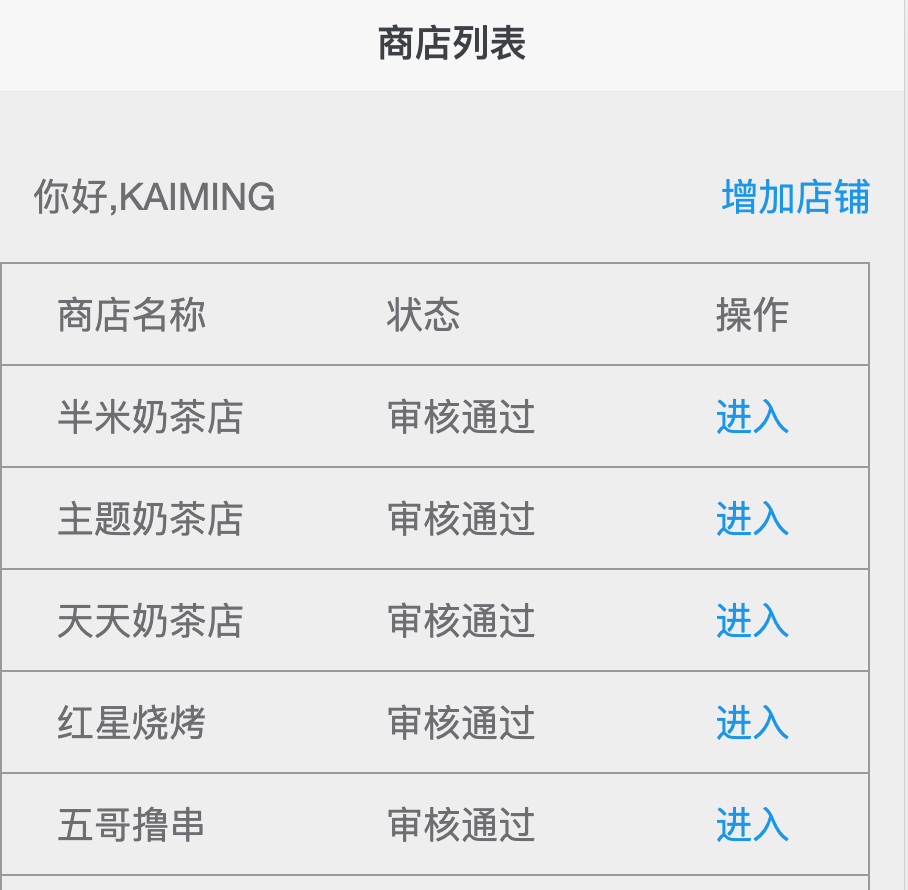 商店列表
你好,KAIMING 增加店铺
商店名称 状态 操作
半米奶茶店 审核通过 进入
主题奶茶店 审核通过 进入
天天奶茶店 审核通过 进入
红星烧烤 审核通过 进入
五哥撸串 审核通过 进入